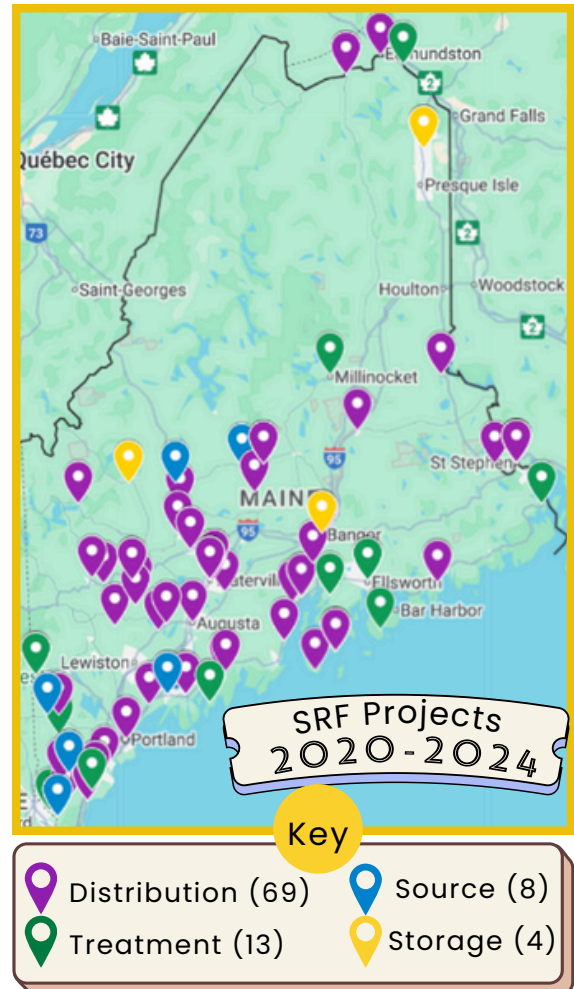 Baie-Saint-Paul
Edmundston
2
Grand Falls
Québec City
Presque Isle
73
2
Saint-Georges
Houlton
Woodstock
2
Millinocket
95
St Stephen
MAINE
95
Bangor
Waterville
Ellsworth
Bar Harbor
Augusta
Lewiston
Portland
SRF Projects
2020-2024
Key
Distribution (69)
Source (8)
Treatment (13)
Storage (4)